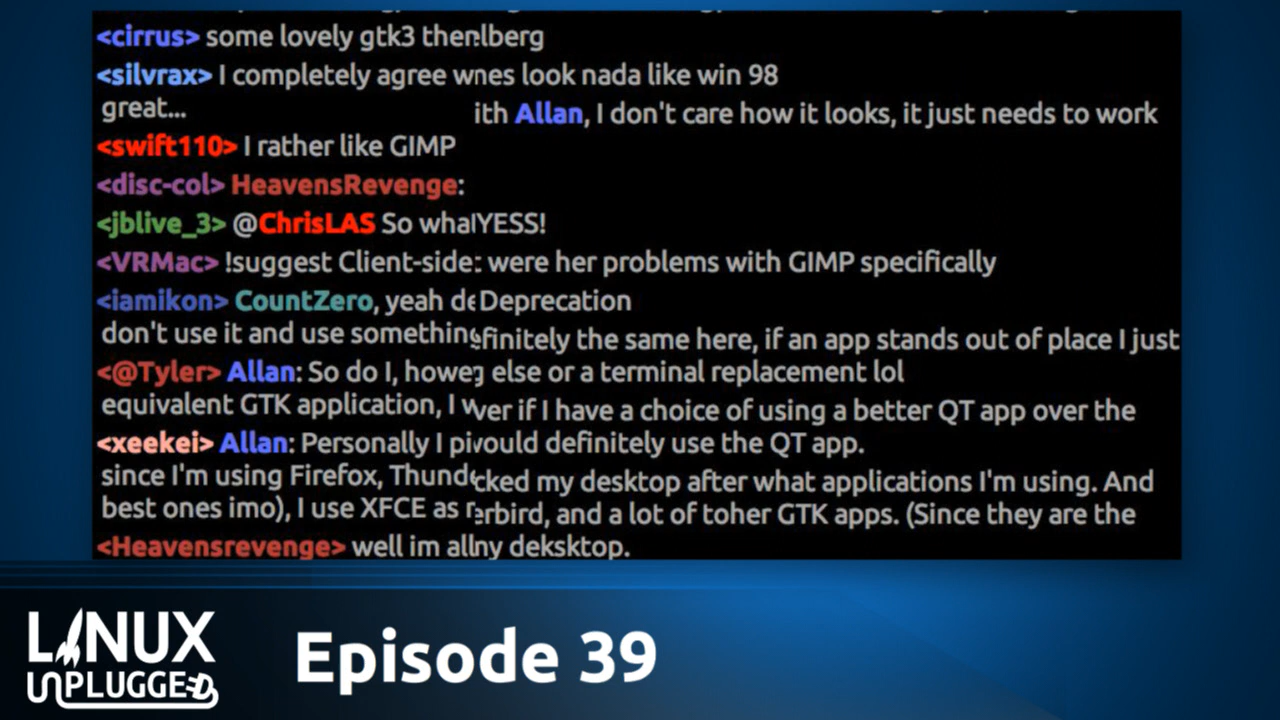 <cirrus> some lovely gtk3 thenlberg
<silvrax> I completely agree wnes look nada like win 98
great... ith Allan, I don't care how it looks, it just needs to work
<swift110> I rather like GIMP
<disc-col> HeavensRevenge:
<jblive_3> @ChrisLAS So whaYESS!
<VRMac> !suggest Client-side: were her problems with GIMP specifically
<iamikon> CountZero, yeah deDeprecation
don't use it and use somethingfinitely the same here, if an app stands out of place I just
<@Tyler> Allan: So do I, howeg else or a terminal replacement lol
equivalent GTK application, I wver if I have a choice of using a better QT app over the
<xeekei> Allan: Personally I pivould definitely use the QT app.
since I'm using Firefox, Thundcked my desktop after what applications I'm using. And
best ones imo), I use XFCE as rerbird, and a lot of toher GTK apps. (Since they are the
<Heavensrevenge> well im allny deksktop.
LINUX
UNPLUGGED
Episode 39